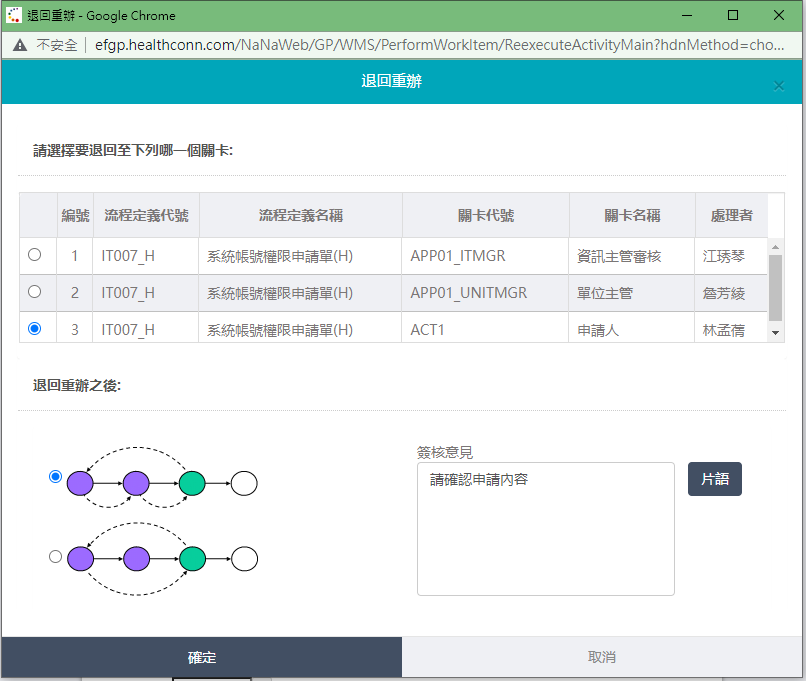 退回重辦 - Google Chrome
不安全 | efgp.healthconn.com/NaNaWeb/GP/WMS/PerformWorkItem/ReexecuteActivityMain?hdnMethod=cho...
退回重辦
請選擇要退回至下列哪一個關卡:
編號 流程定義代號 流程定義名稱 關卡代號 關卡名稱 處理者
1 IT007_H 系統帳號權限申請單(H) APP01_ITMGR 資訊主管審核 江琇琴
2 IT007_H 系統帳號權限申請單(H) APP01_UNITMGR 單位主管 詹芳綾
3 IT007_H 系統帳號權限申請單(H) ACT1 申請人 林孟蒨
退回重辦之後:
簽核意見
請確認申請內容
片語
確定 取消